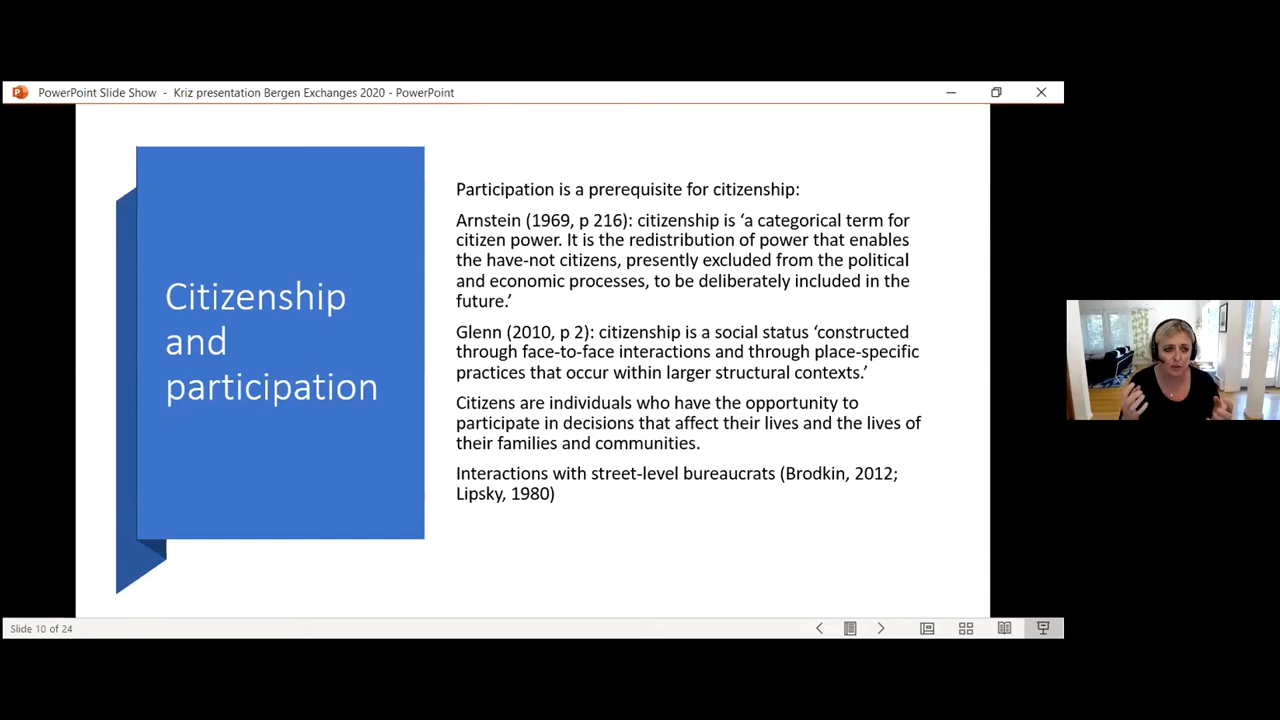 PowerPoint Slide Show - Kriz presentation Bergen Exchanges 2020 - PowerPoint
Citizenship
and
participation
Participation is a prerequisite for citizenship:
Arnstein (1969, p 216): citizenship is ‘a categorical term for
citizen power. It is the redistribution of power that enables
the have-not citizens, presently excluded from the political
and economic processes, to be deliberately included in the
future.’
Glenn (2010, p 2): citizenship is a social status ‘constructed
through face-to-face interactions and through place-specific
practices that occur within larger structural contexts.’
Citizens are individuals who have the opportunity to
participate in decisions that affect their lives and the lives of
their families and communities.
Interactions with street-level bureaucrats (Brodkin, 2012;
Lipsky, 1980)
Slide 10 of 24